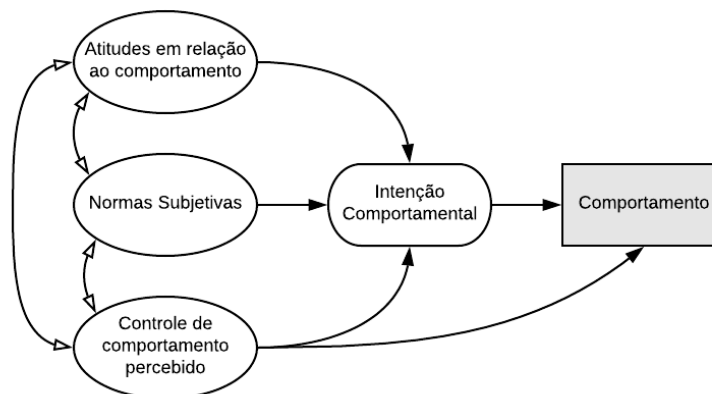 Atitudes em relação
ao comportamento
Normas Subjetivas
Intenção
Comportamental
Comportamento
Controle de
comportamento
percebido